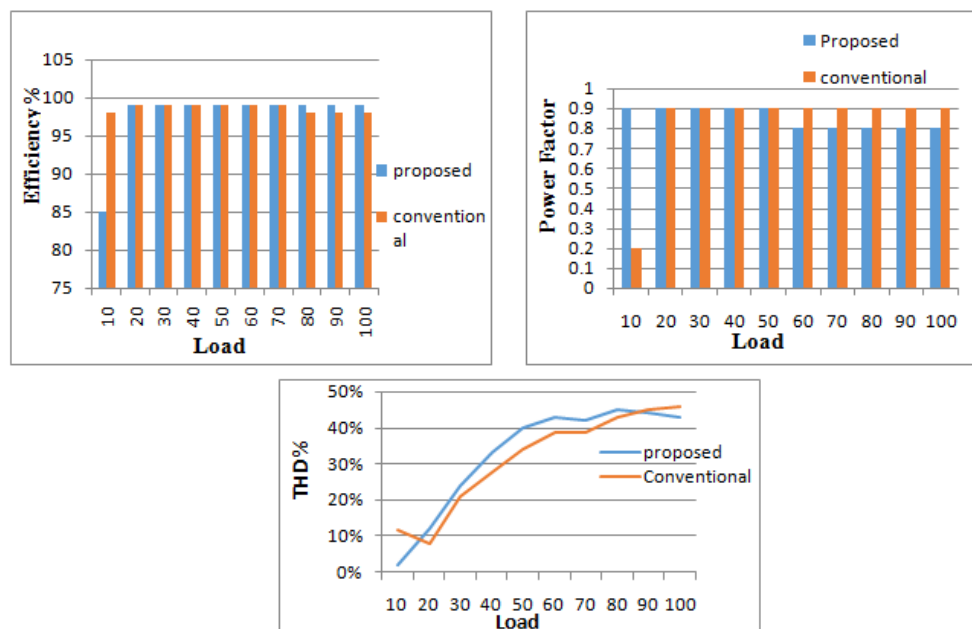 105
100
95
90
85
80
75
Efficiency %
10 20 30 40 50 60 70 80 90 100
Load
proposed
convention
al
Proposed
conventional
1
0.9
0.8
0.7
0.6
0.5
0.4
0.3
0.2
0.1
0
Power Factor
10 20 30 40 50 60 70 80 90 100
Load
50%
40%
30%
20%
10%
0%
THD%
proposed
Conventional
10 20 30 40 50 60 70 80 90 100
Load